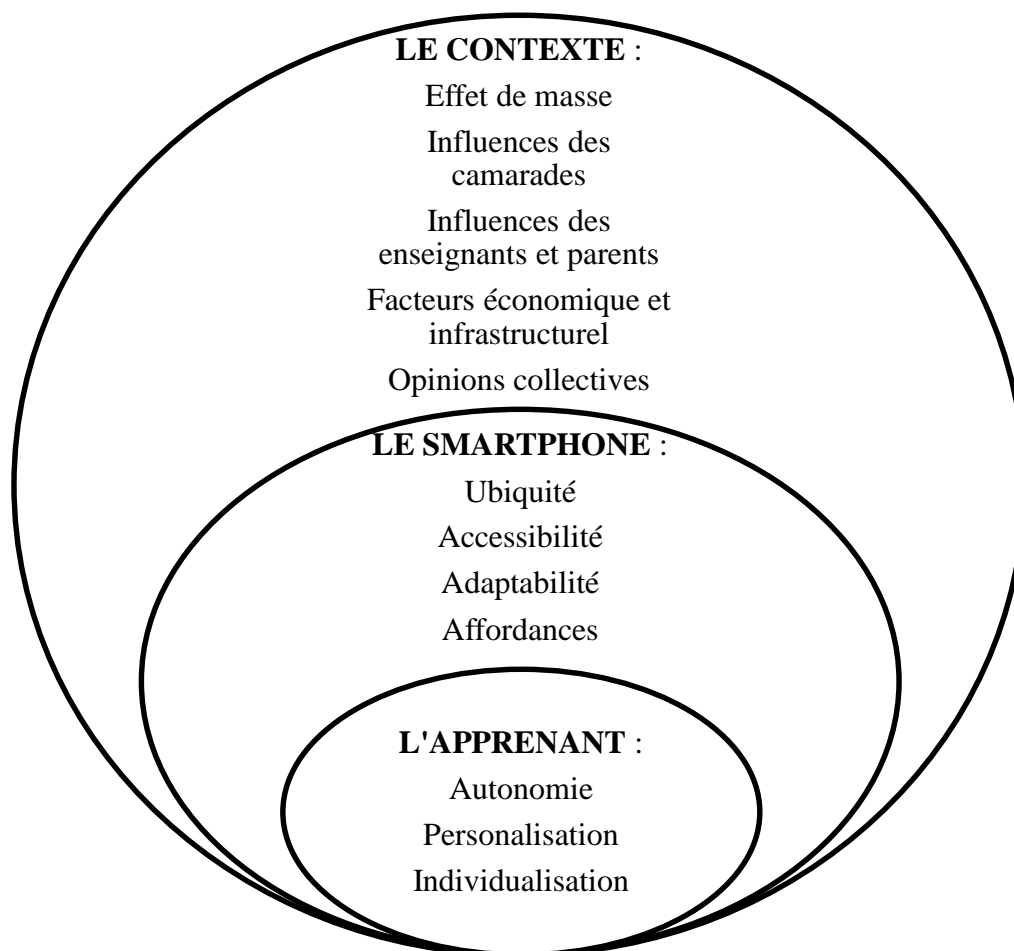 LE CONTEXTE :
Effet de masse
Influences des
camarades
Influences des
enseignants et parents
Facteurs économique et
infrastructurel
Opinions collectives
LE SMARTPHONE :
Ubiquité
Accessibilité
Adaptabilité
Affordances
L'APPRENANT :
Autonomie
Personalisation
Individualisation